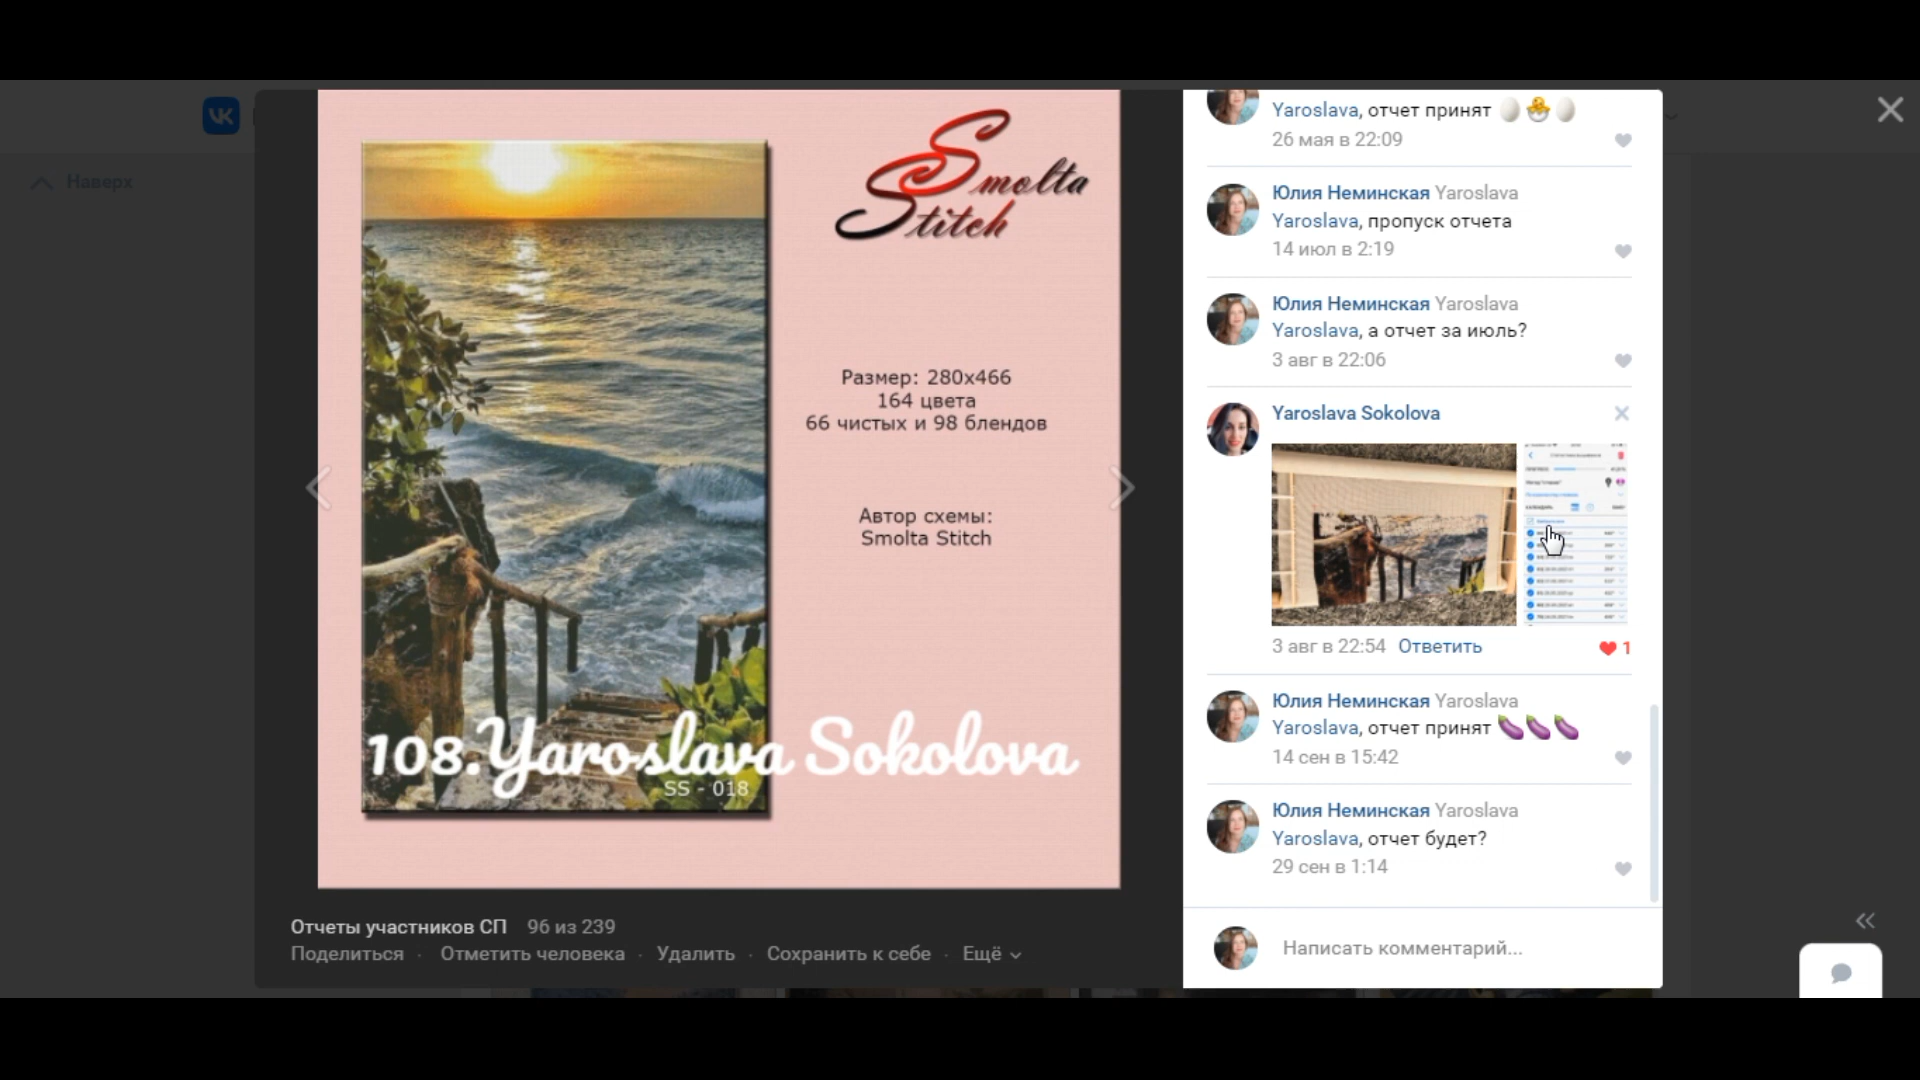 Наверх
Smolta
Stitch
Размер: 280x466
164 цвета
66 чистых и 98 блендов
Автор схемы:
Smolta Stitch
108.Yaroslava Sokolova
SS - 018
Отчеты участников СП 96 из 239
Поделиться · Отметить человека · Удалить · Сохранить к себе · Ещё
Yaroslava, отчет принят
26 мая в 22:09
Юлия Неминская Yaroslava
Yaroslava, пропуск отчета
14 июл в 2:19
Юлия Неминская Yaroslava
Yaroslava, а отчет за июль?
3 авг в 22:06
Yaroslava Sokolova
3 авг в 22:54 Ответить
1
Юлия Неминская Yaroslava
Yaroslava, отчет принят 🍆🍆🍆
14 сен в 15:42
Юлия Неминская Yaroslava
Yaroslava, отчет будет?
29 сен в 1:14
Написать комментарий...